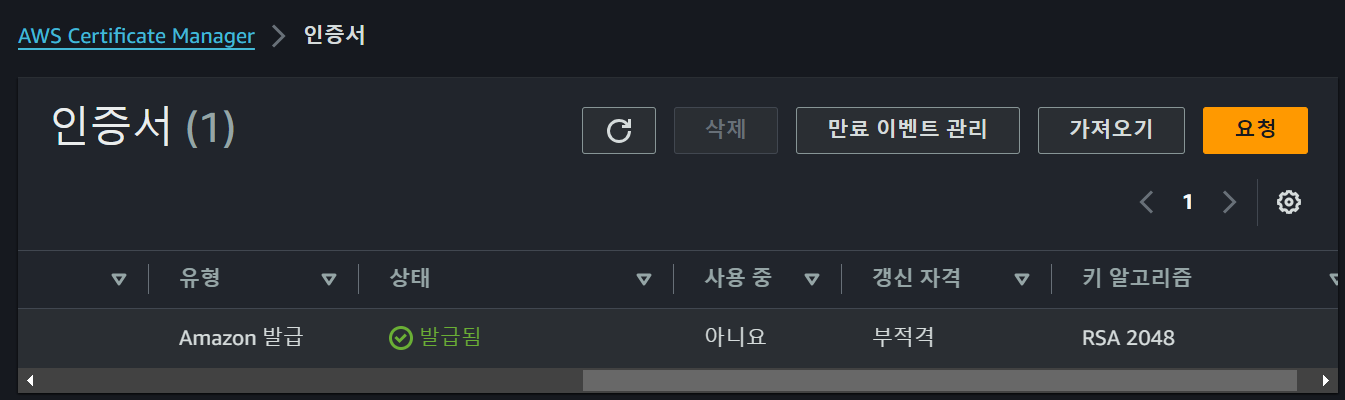 AWS Certificate Manager > 인증서
인증서 (1)
삭제 만료 이벤트 관리 가져오기 요청
1
유형 상태 사용 중 갱신 자격 키 알고리즘
Amazon 발급 발급됨 아니요 부적격 RSA 2048